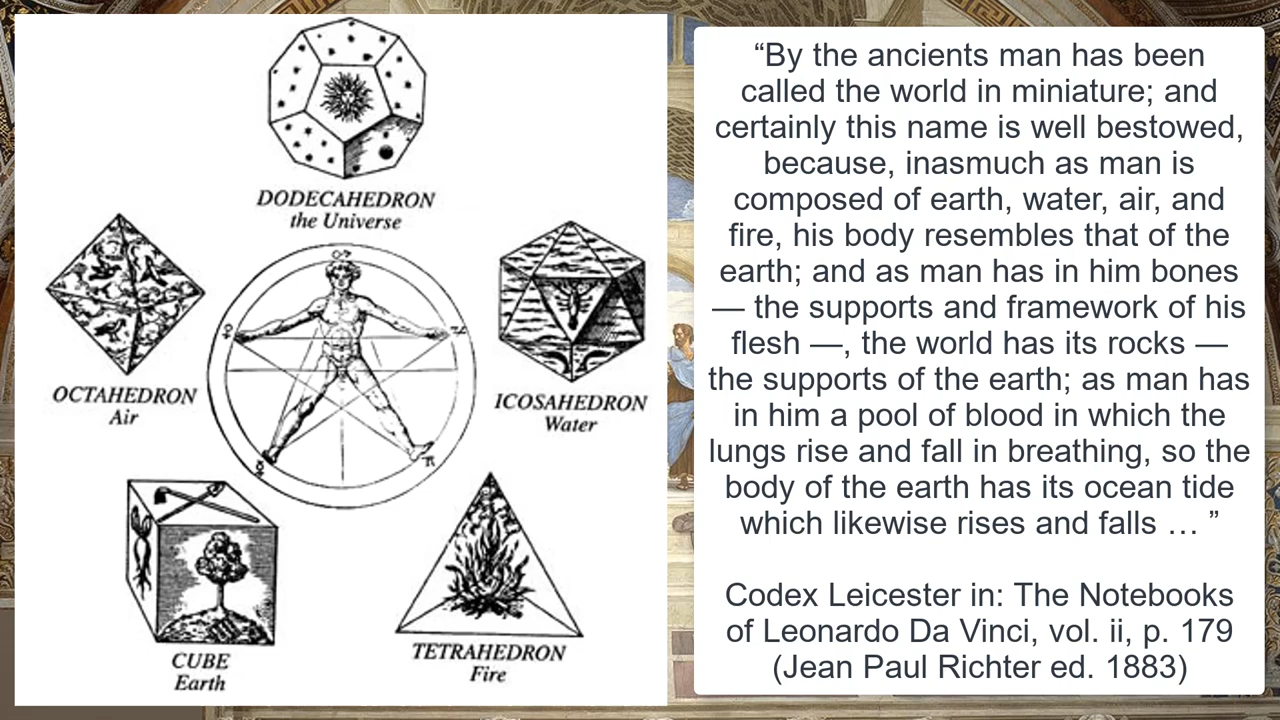 DODECAHEDRON
the Universe
OCTAHEDRON
Air
ICOSAHEDRON
Water
CUBE
Earth
TETRAHEDRON
Fire
“By the ancients man has been
called the world in miniature; and
certainly this name is well bestowed,
because, inasmuch as man is
composed of earth, water, air, and
fire, his body resembles that of the
earth; and as man has in him bones
— the supports and framework of his
flesh —, the world has its rocks —
the supports of the earth; as man has
in him a pool of blood in which the
lungs rise and fall in breathing, so the
body of the earth has its ocean tide
which likewise rises and falls … ”
Codex Leicester in: The Notebooks
of Leonardo Da Vinci, vol. ii, p. 179
(Jean Paul Richter ed. 1883)